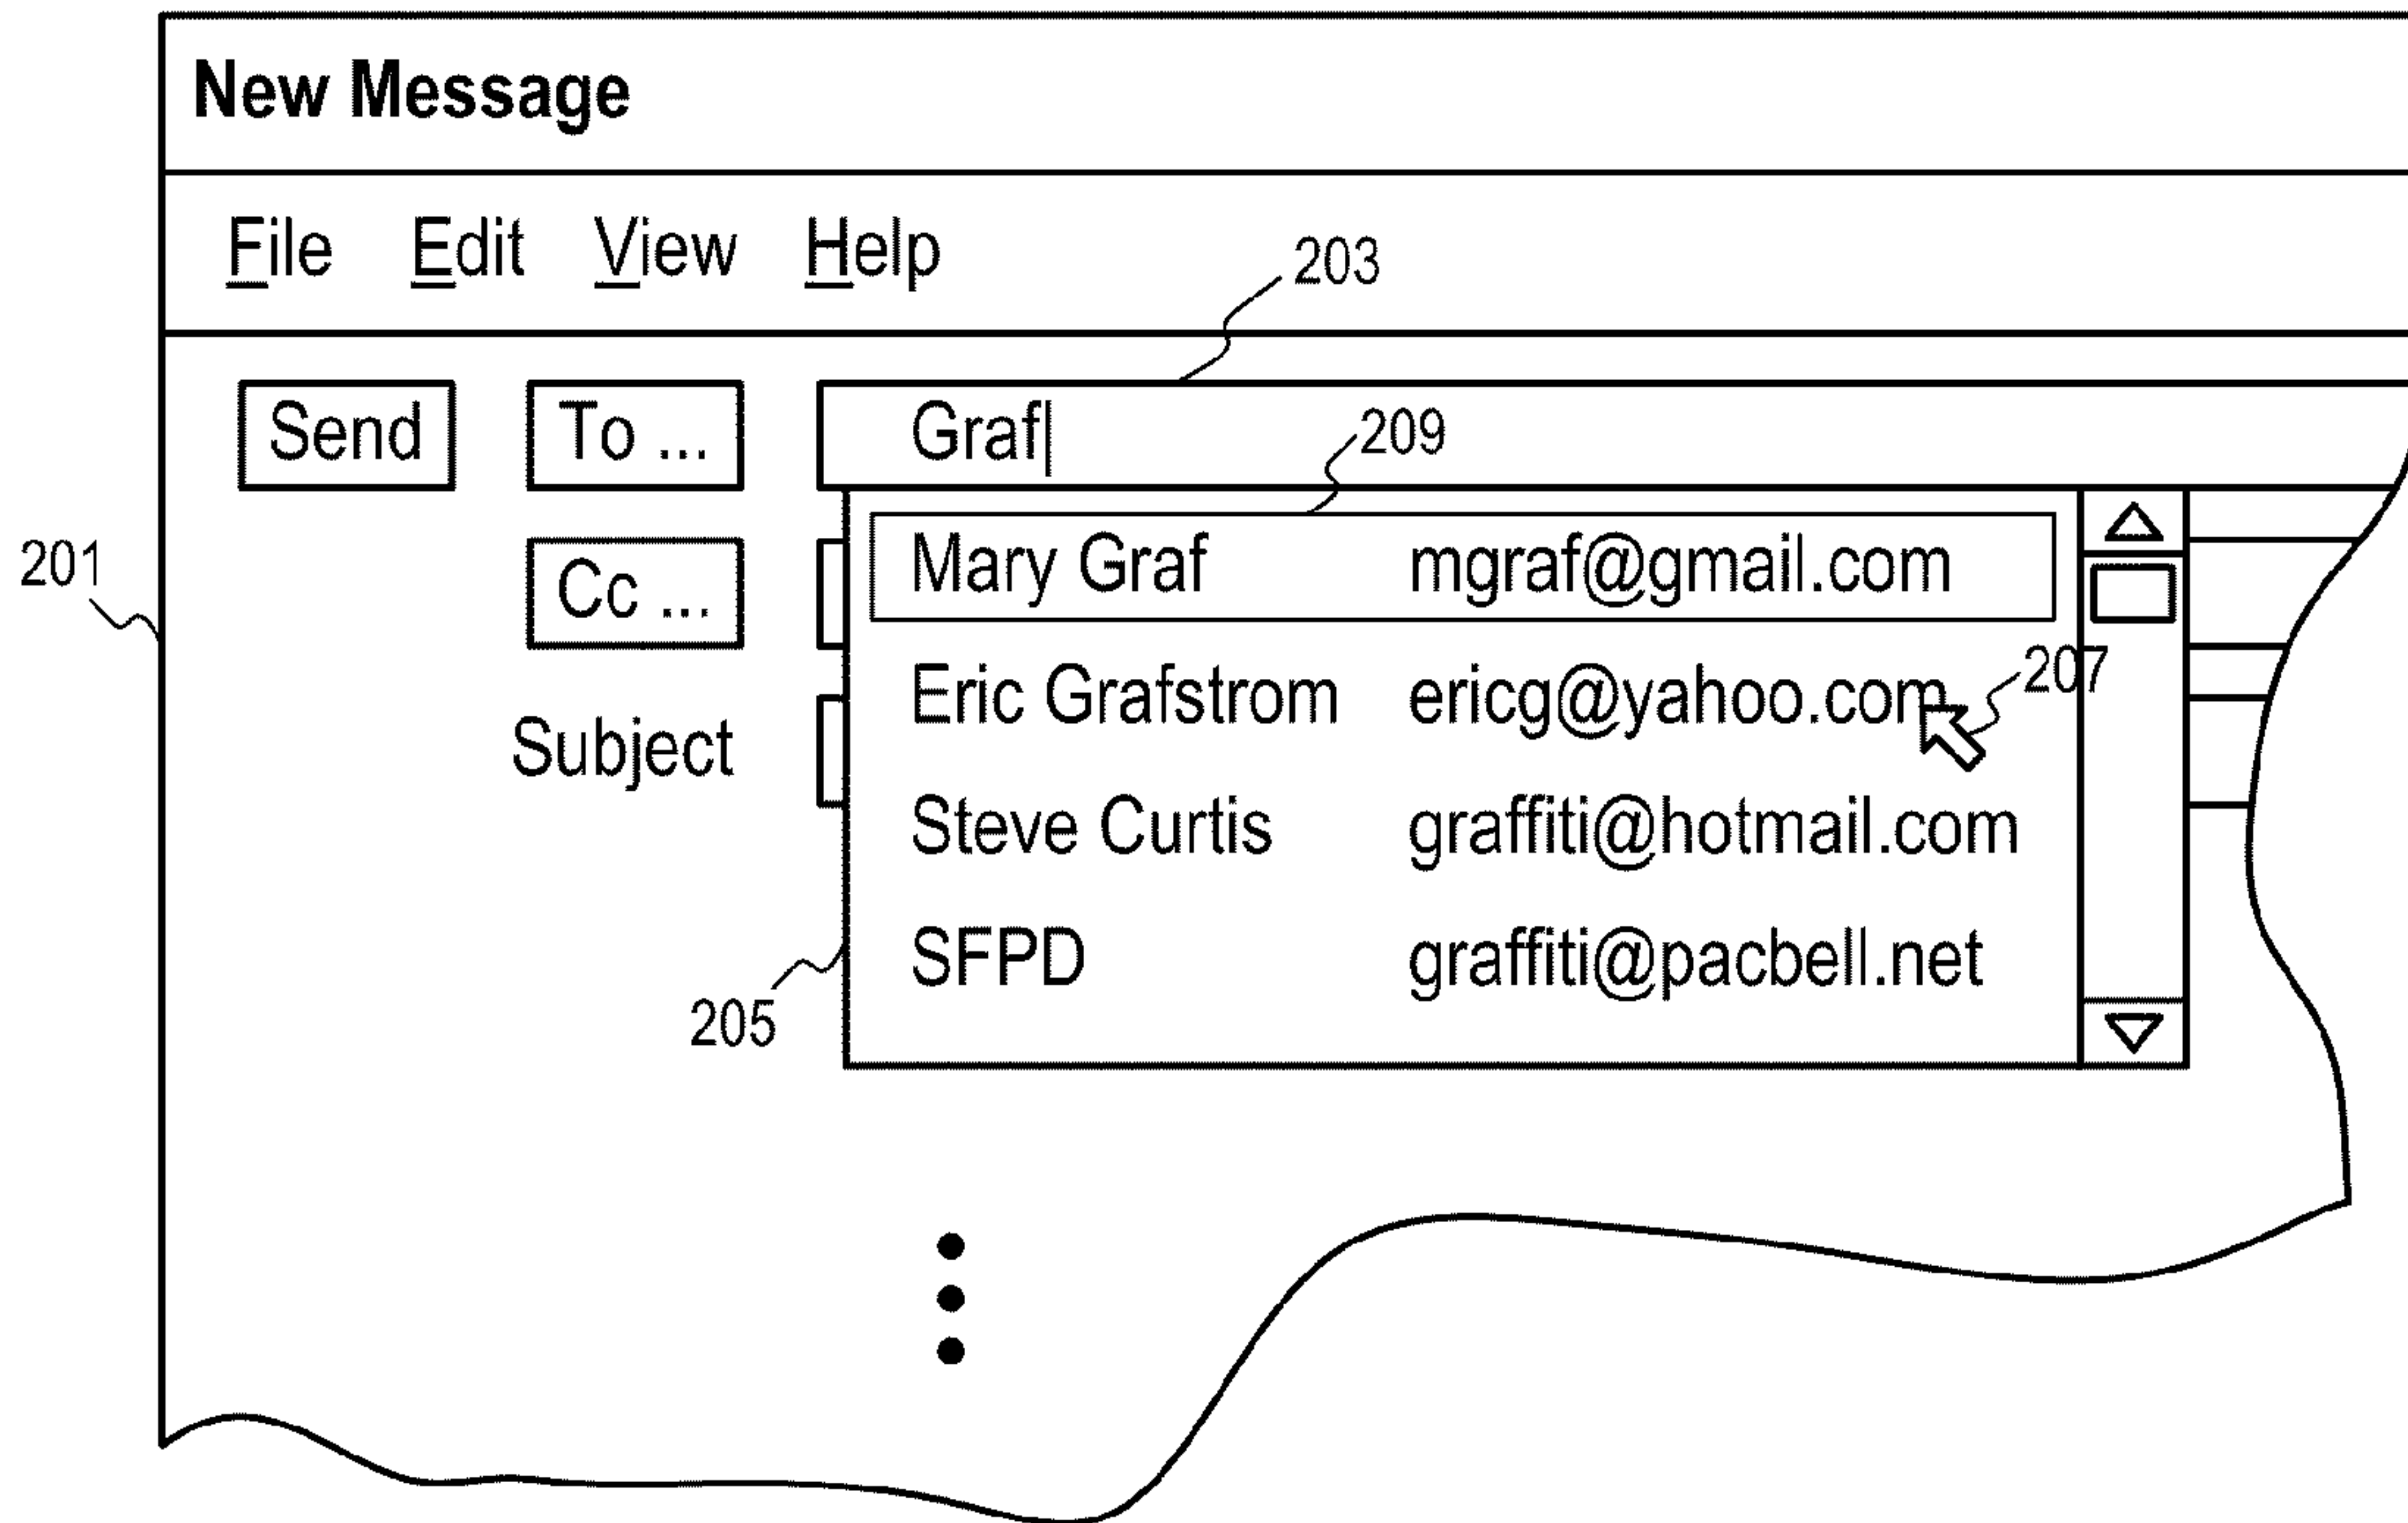 New Message
File Edit View Help
203
Send To ... Graf
209
201
Cc ... Mary Graf mgraf@gmail.com
Eric Grafstrom ericg@yahoo.com 207
Subject
Steve Curtis graffiti@hotmail.com
SFPD graffiti@pacbell.net
205